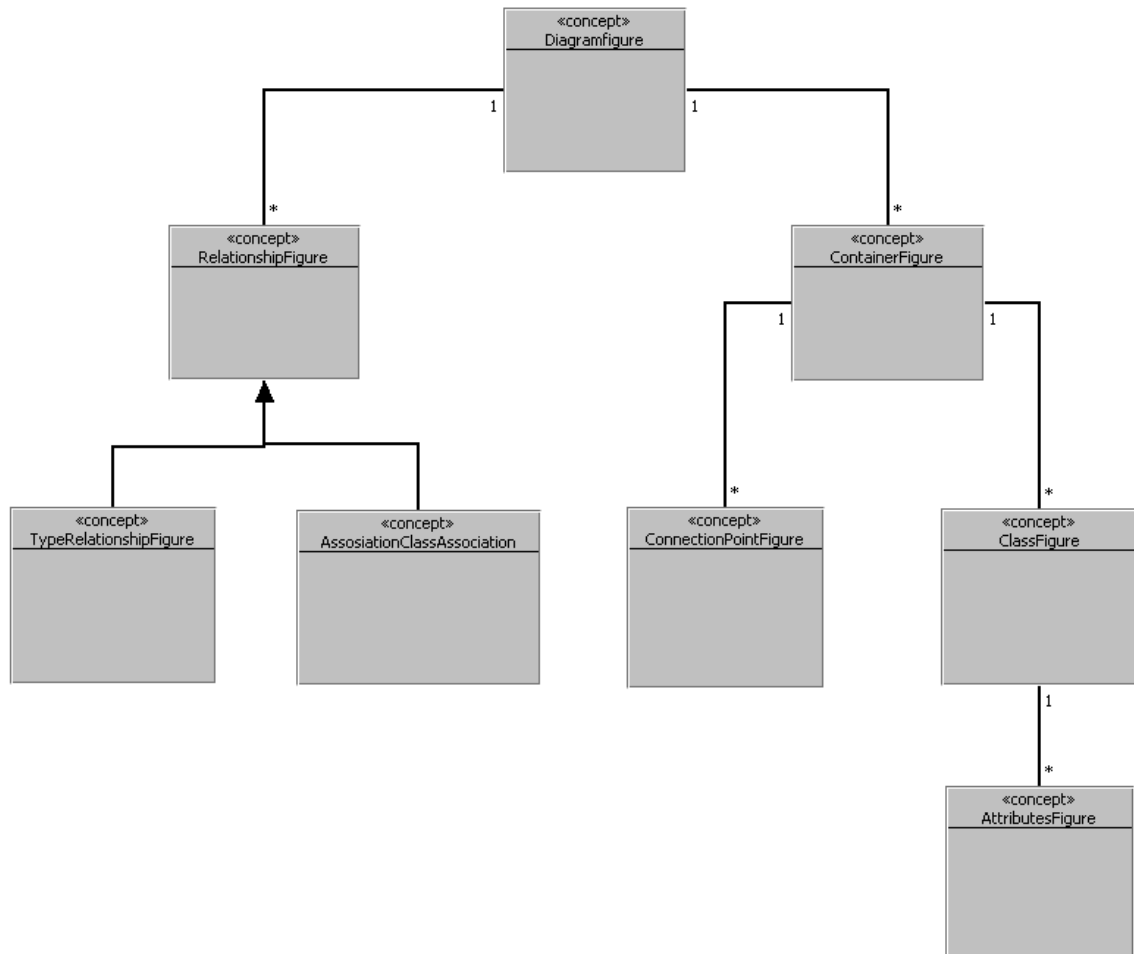 «concept»
Diagramfigure
1
1
*
*
«concept»
RelationshipFigure
«concept»
ContainerFigure
1
1
*
*
«concept»
TypeRelationshipFigure
«concept»
AssosiationClassAssociation
«concept»
ConnectionPointFigure
«concept»
ClassFigure
1
*
«concept»
AttributesFigure